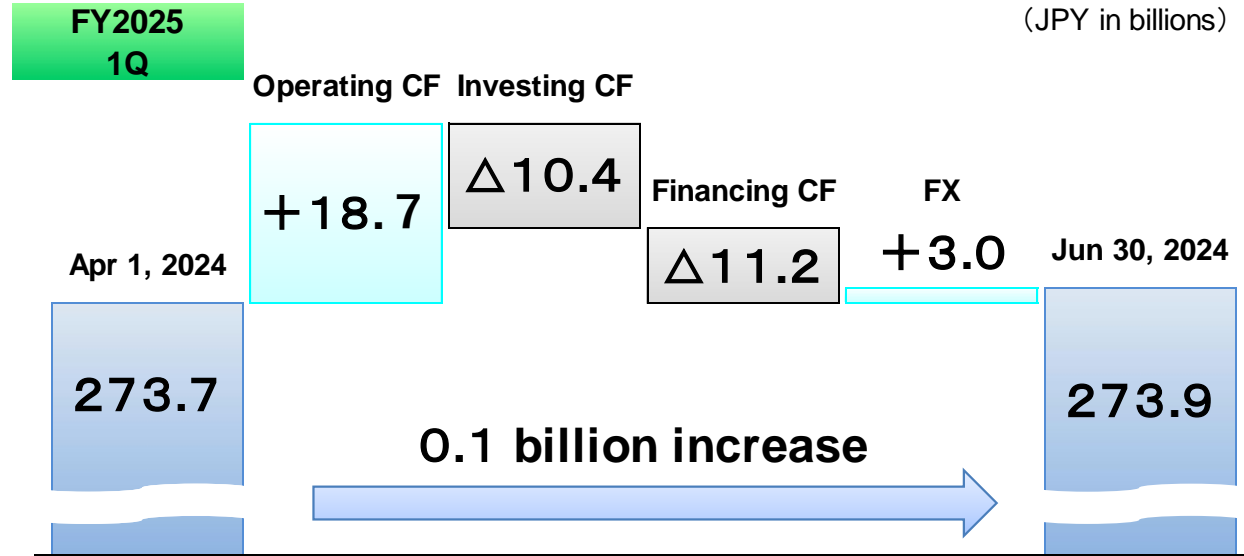 FY2025
1Q
（JPY in billions）
Operating CF
Investing CF
＋18.7
△10.4
Financing CF
FX
△11.2
＋3.0
Apr 1, 2024
Jun 30, 2024
273.7
273.9
0.1 billion increase